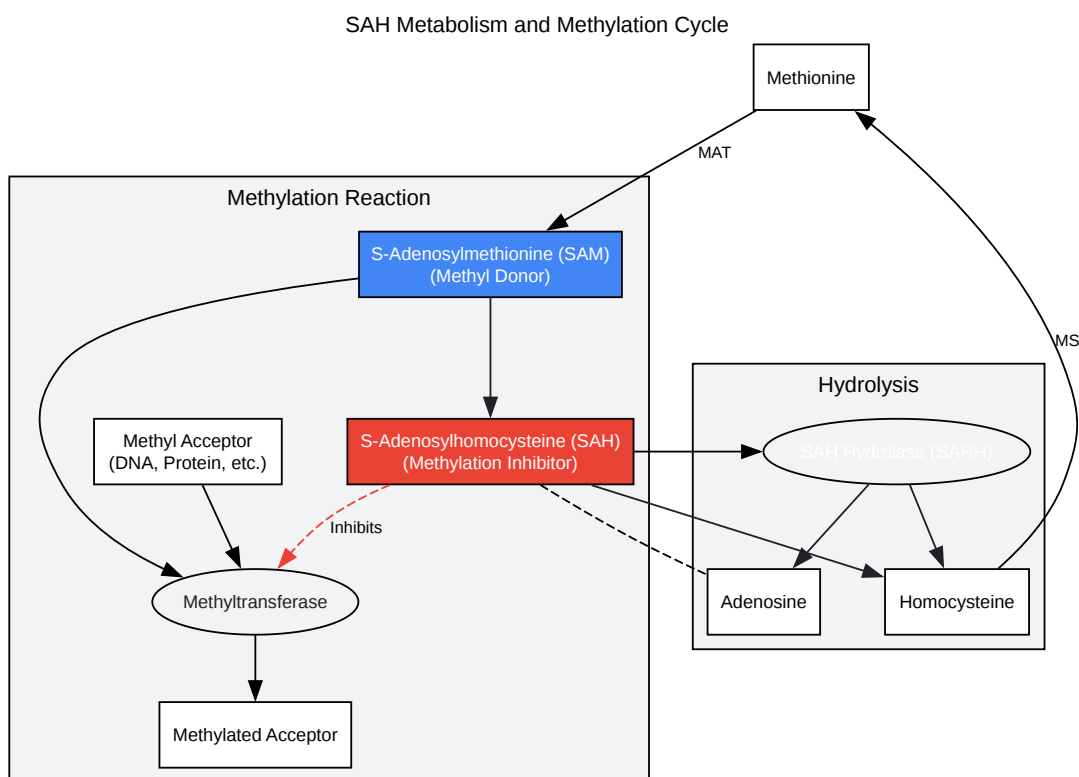 SAH Metabolism and Methylation Cycle
Methionine
MAT
Methylation Reaction
S-Adenosylmethionine (SAM)
(Methyl Donor)
MS
Hydrolysis
Methyl Acceptor
(DNA, Protein, etc.)
S-Adenosylhomocysteine (SAH)
(Methylation Inhibitor)
SAH Hydrolase (SAHH)
Inhibits
Methyltransferase
Adenosine
Homocysteine
Methylated Acceptor